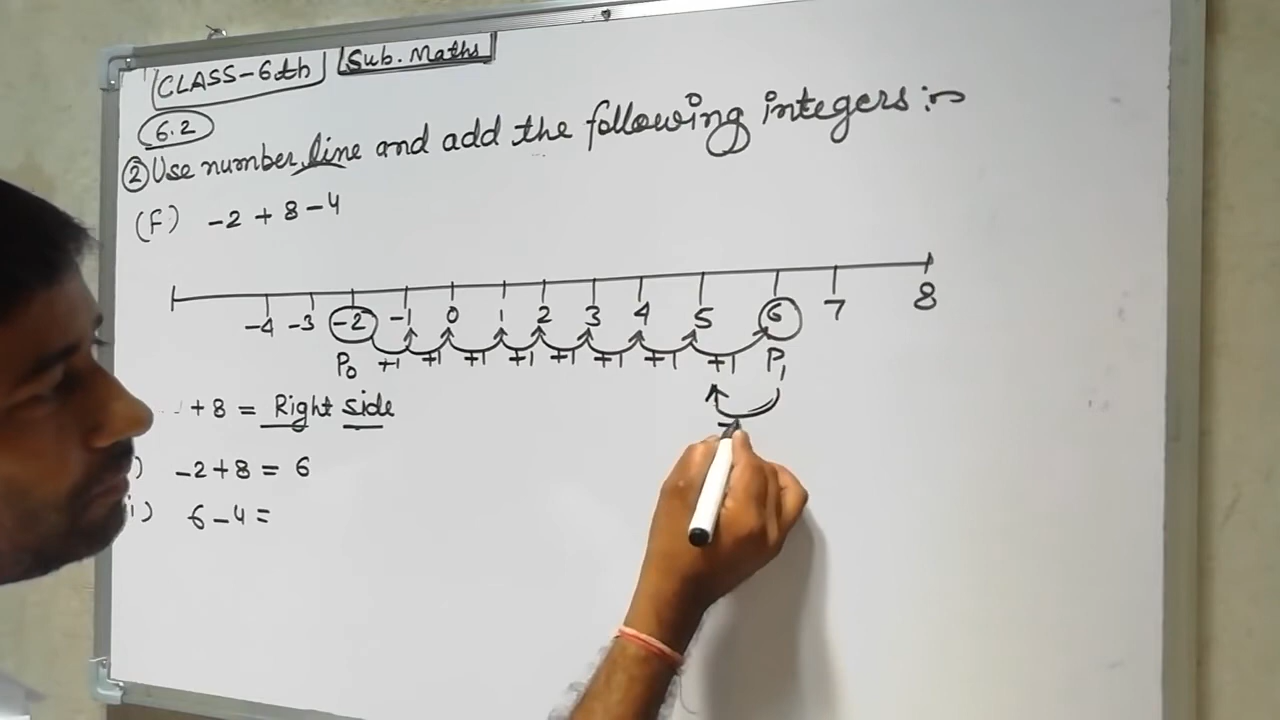 CLASS-6th Sub. Maths
6.2
② Use number line and add the following integers :-
(F) -2 + 8 - 4
-4 -3 -2 -1 0 1 2 3 4 5 6 7 8
P0 +1 +1 +1 +1 +1 +1 +1 P1
+ 8 = Right side
) -2 + 8 = 6
i) 6 - 4 =